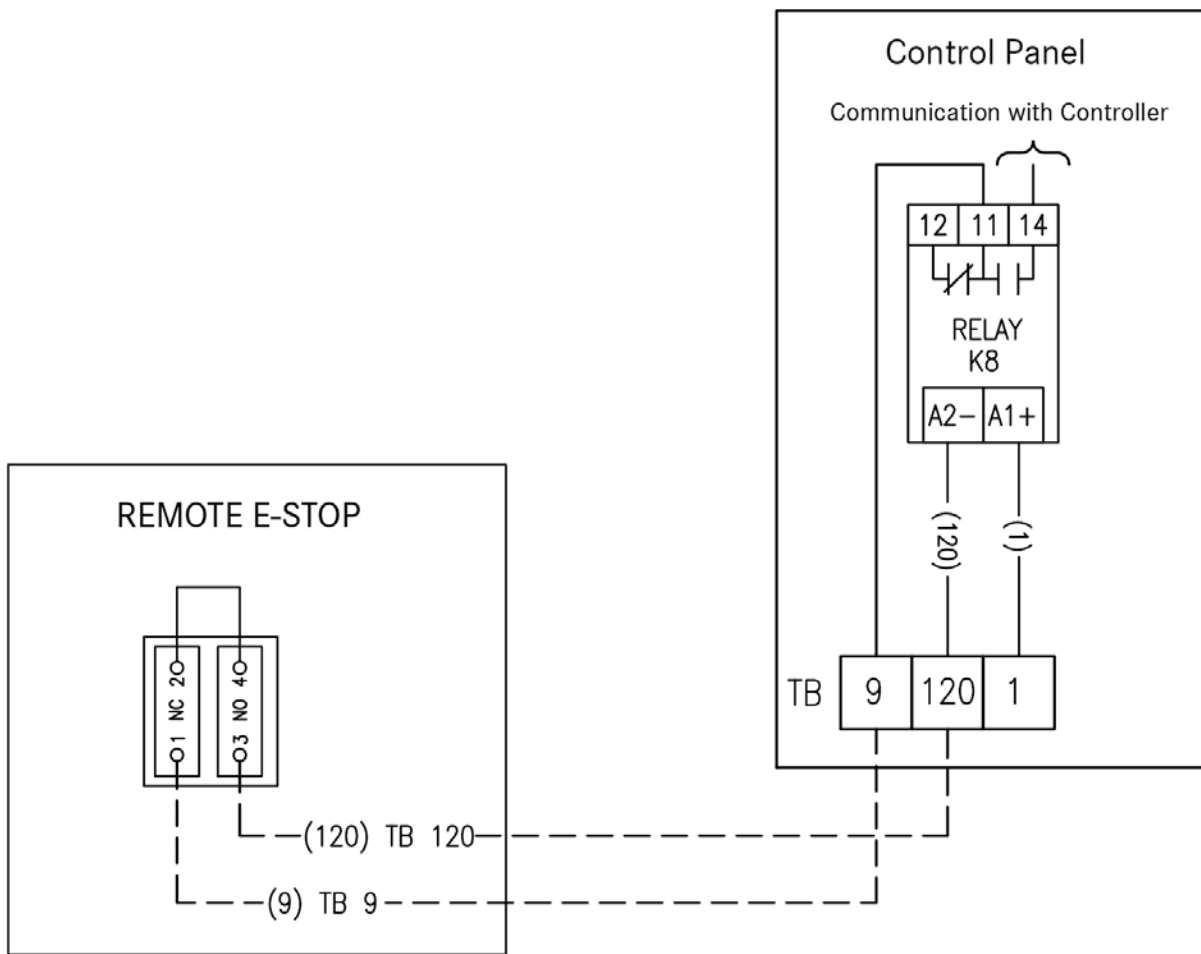 Control Panel
Communication with Controller
12 11 14
RELAY
K8
A2- A1+
(120) (1)
TB 9 120 1
REMOTE E-STOP
1 NC 2
3 NO 4
(120) TB 120
(9) TB 9